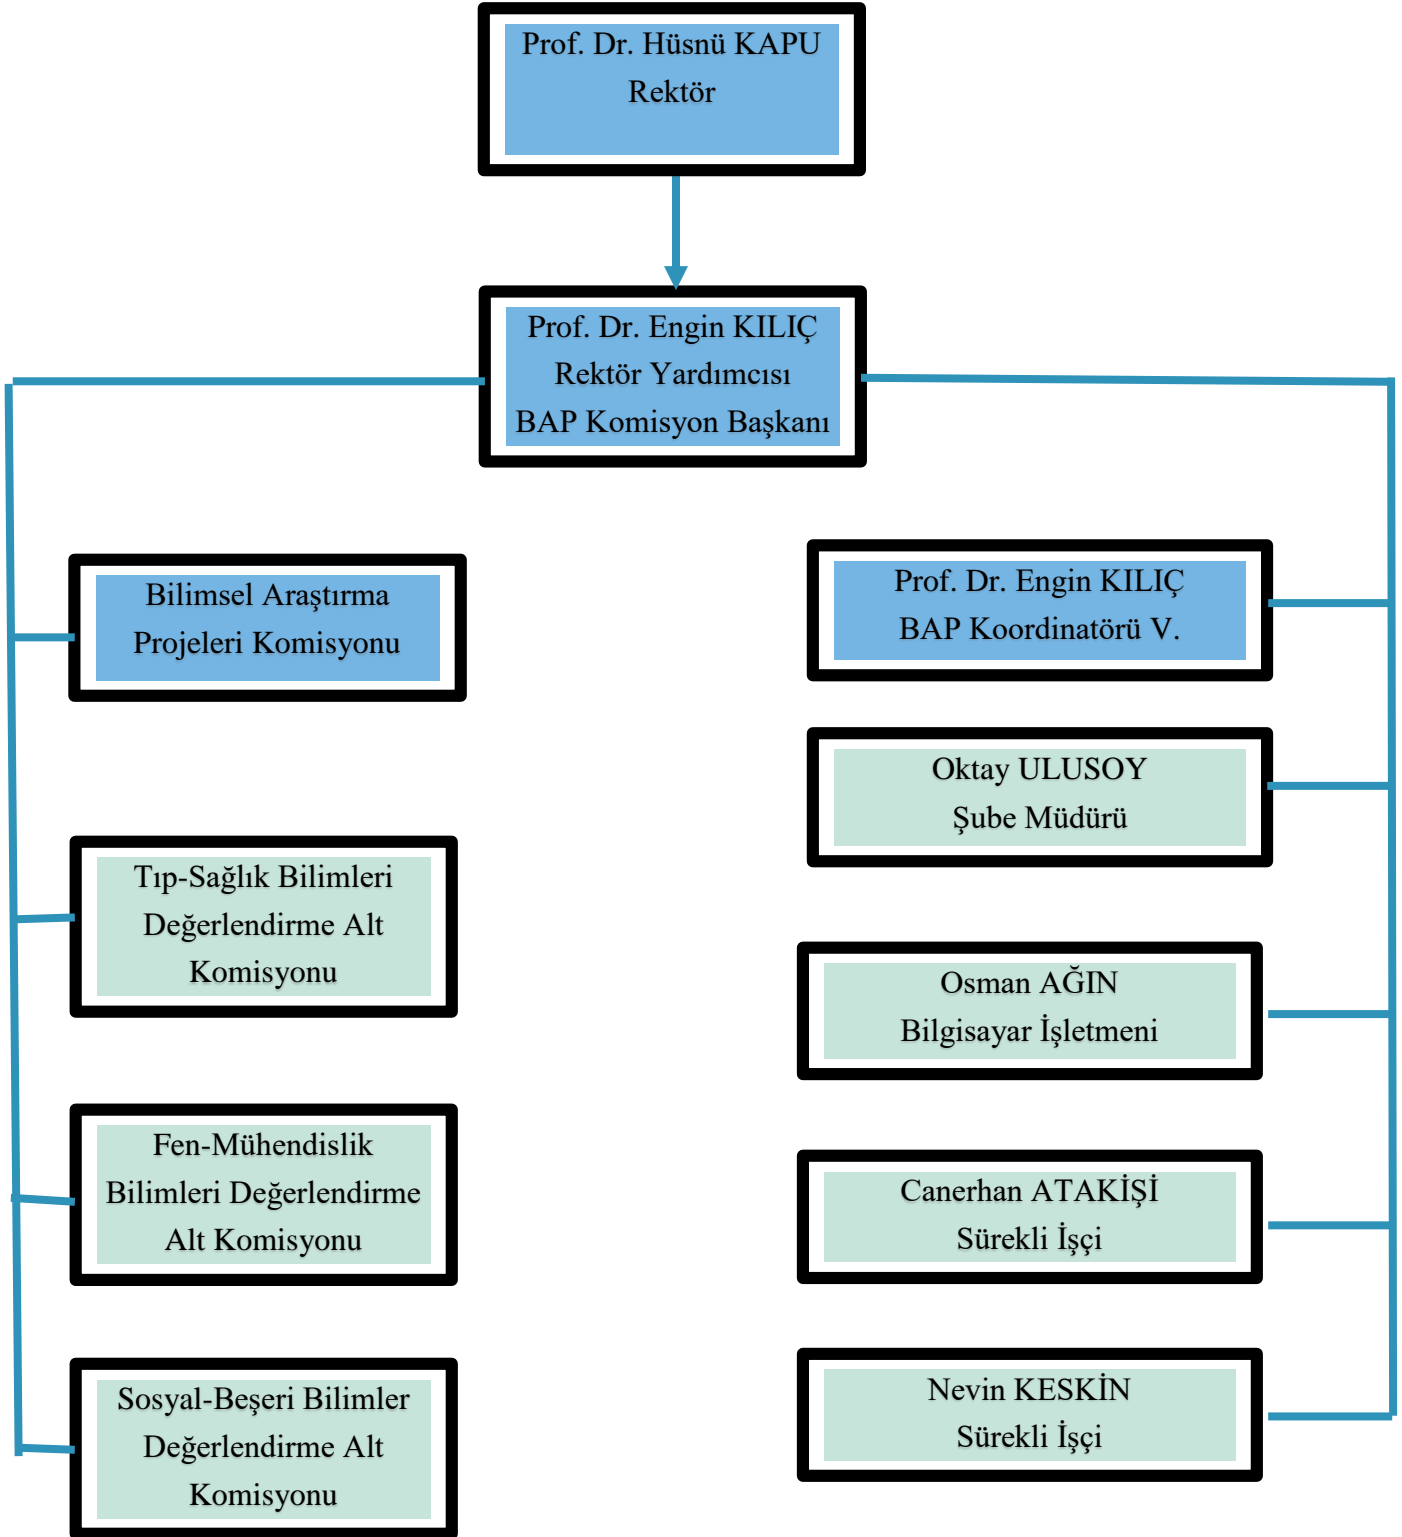 Prof. Dr. Hüsnü KAPU
Rektör
Prof. Dr. Engin KILIÇ
Rektör Yardımcısı
BAP Komisyon Başkanı
Bilimsel Araştırma
Projeleri Komisyonu
Tıp-Sağlık Bilimleri
Değerlendirme Alt
Komisyonu
Fen-Mühendislik
Bilimleri Değerlendirme
Alt Komisyonu
Sosyal-Beşeri Bilimler
Değerlendirme Alt
Komisyonu
Prof. Dr. Engin KILIÇ
BAP Koordinatörü V.
Oktay ULUSOY
Şube Müdürü
Osman AĞIN
Bilgisayar İşletmeni
Canerhan ATAKİŞİ
Sürekli İşçi
Nevin KESKİN
Sürekli İşçi